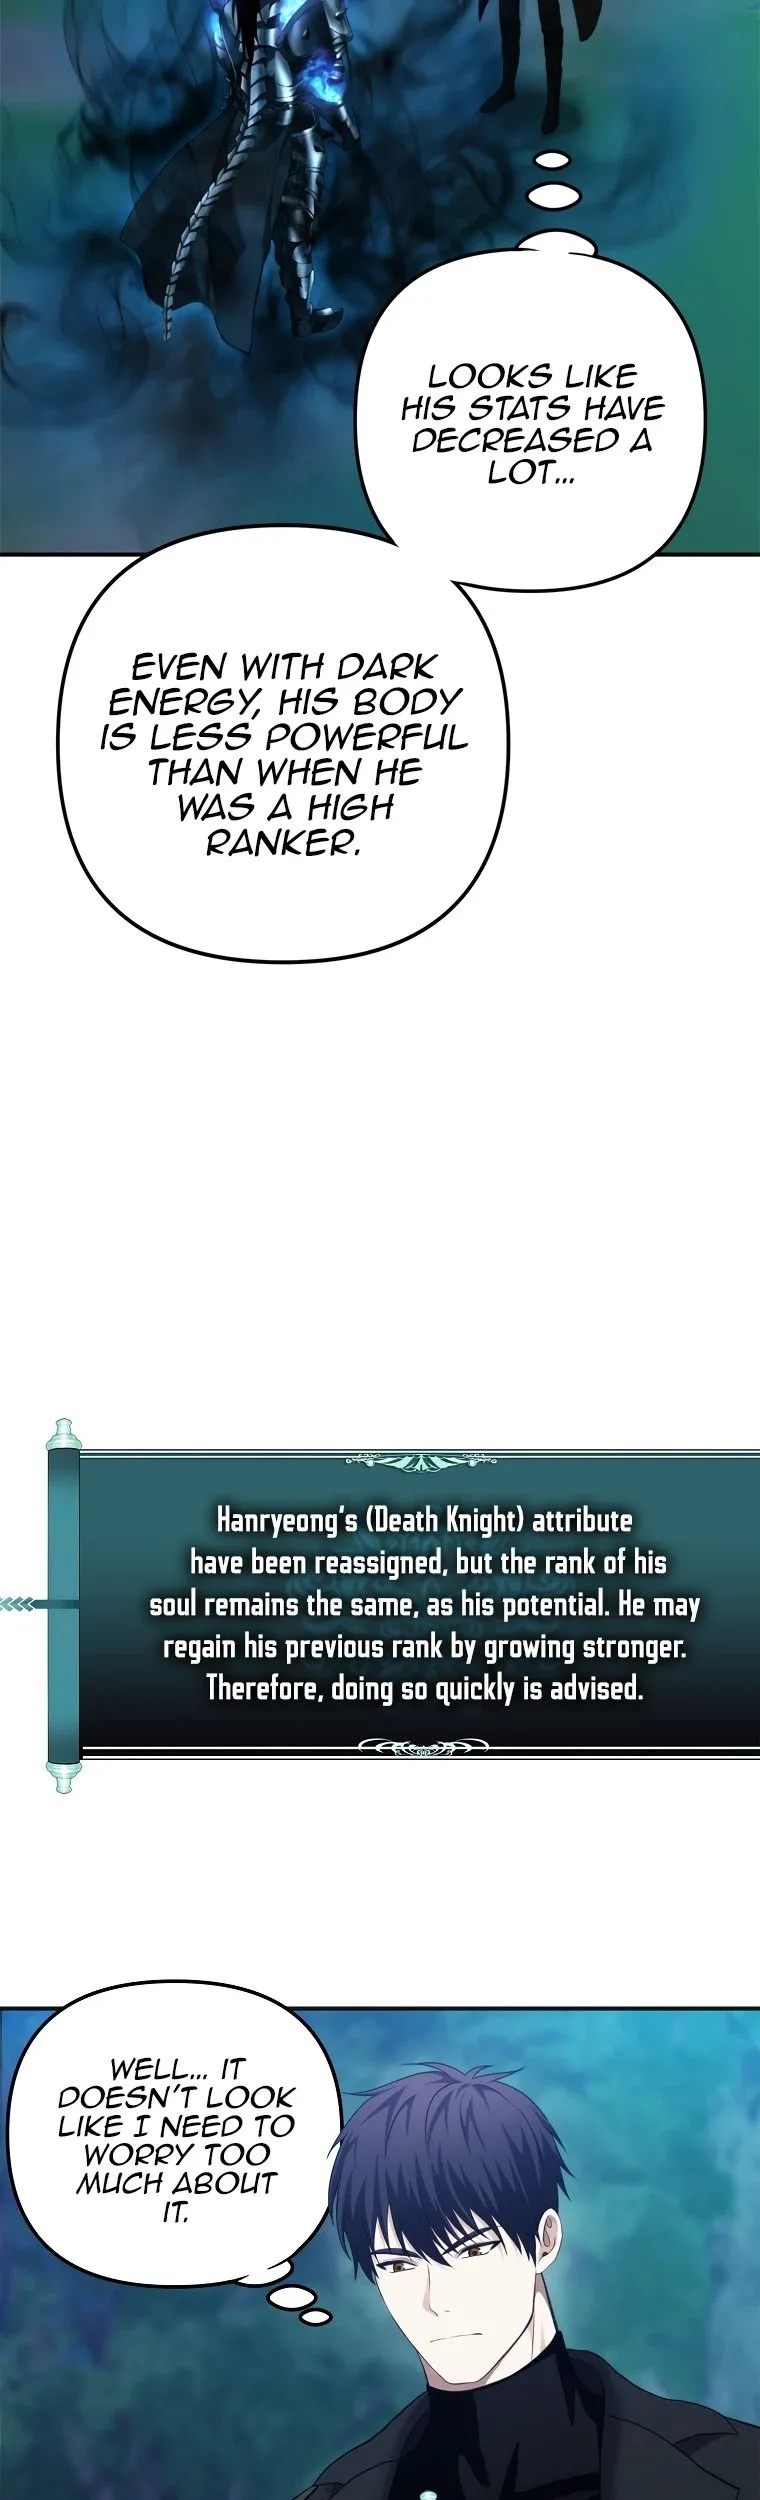 LOOKS LIKE
HIS STATS HAVE
DECREASED A
LOT...
EVEN WITH DARK
ENERGY, HIS BODY
IS LESS POWERFUL
THAN WHEN HE
WAS A HIGH
RANKER.
Hanryeong's (Death Knight) attribute
have been reassigned, but the rank of his
soul remains the same, as his potential. He may
regain his previous rank by growing stronger.
Therefore, doing so quickly is advised.
WELL... IT
DOESN'T LOOK
LIKE I NEED TO
WORRY TOO
MUCH ABOUT
IT.